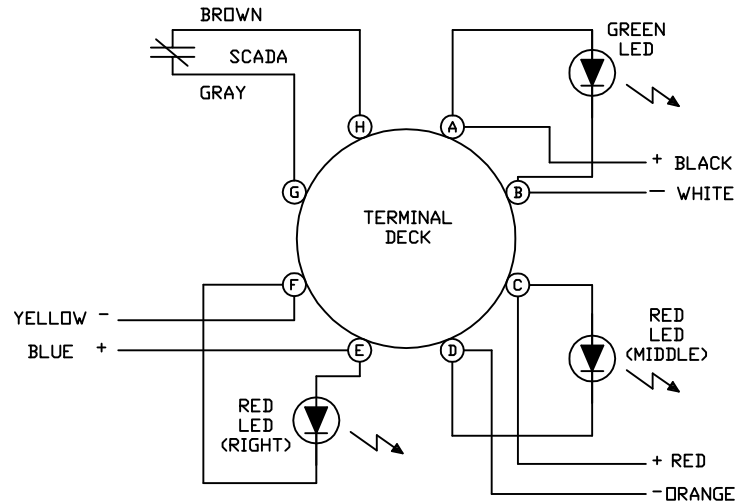 BROWN
SCADA
GRAY
GREEN
LED
H
A
+ BLACK
G
B
- WHITE
TERMINAL
DECK
F
C
YELLOW -
BLUE +
E
D
RED
LED
(MIDDLE)
RED
LED
(RIGHT)
+ RED
-ORANGE